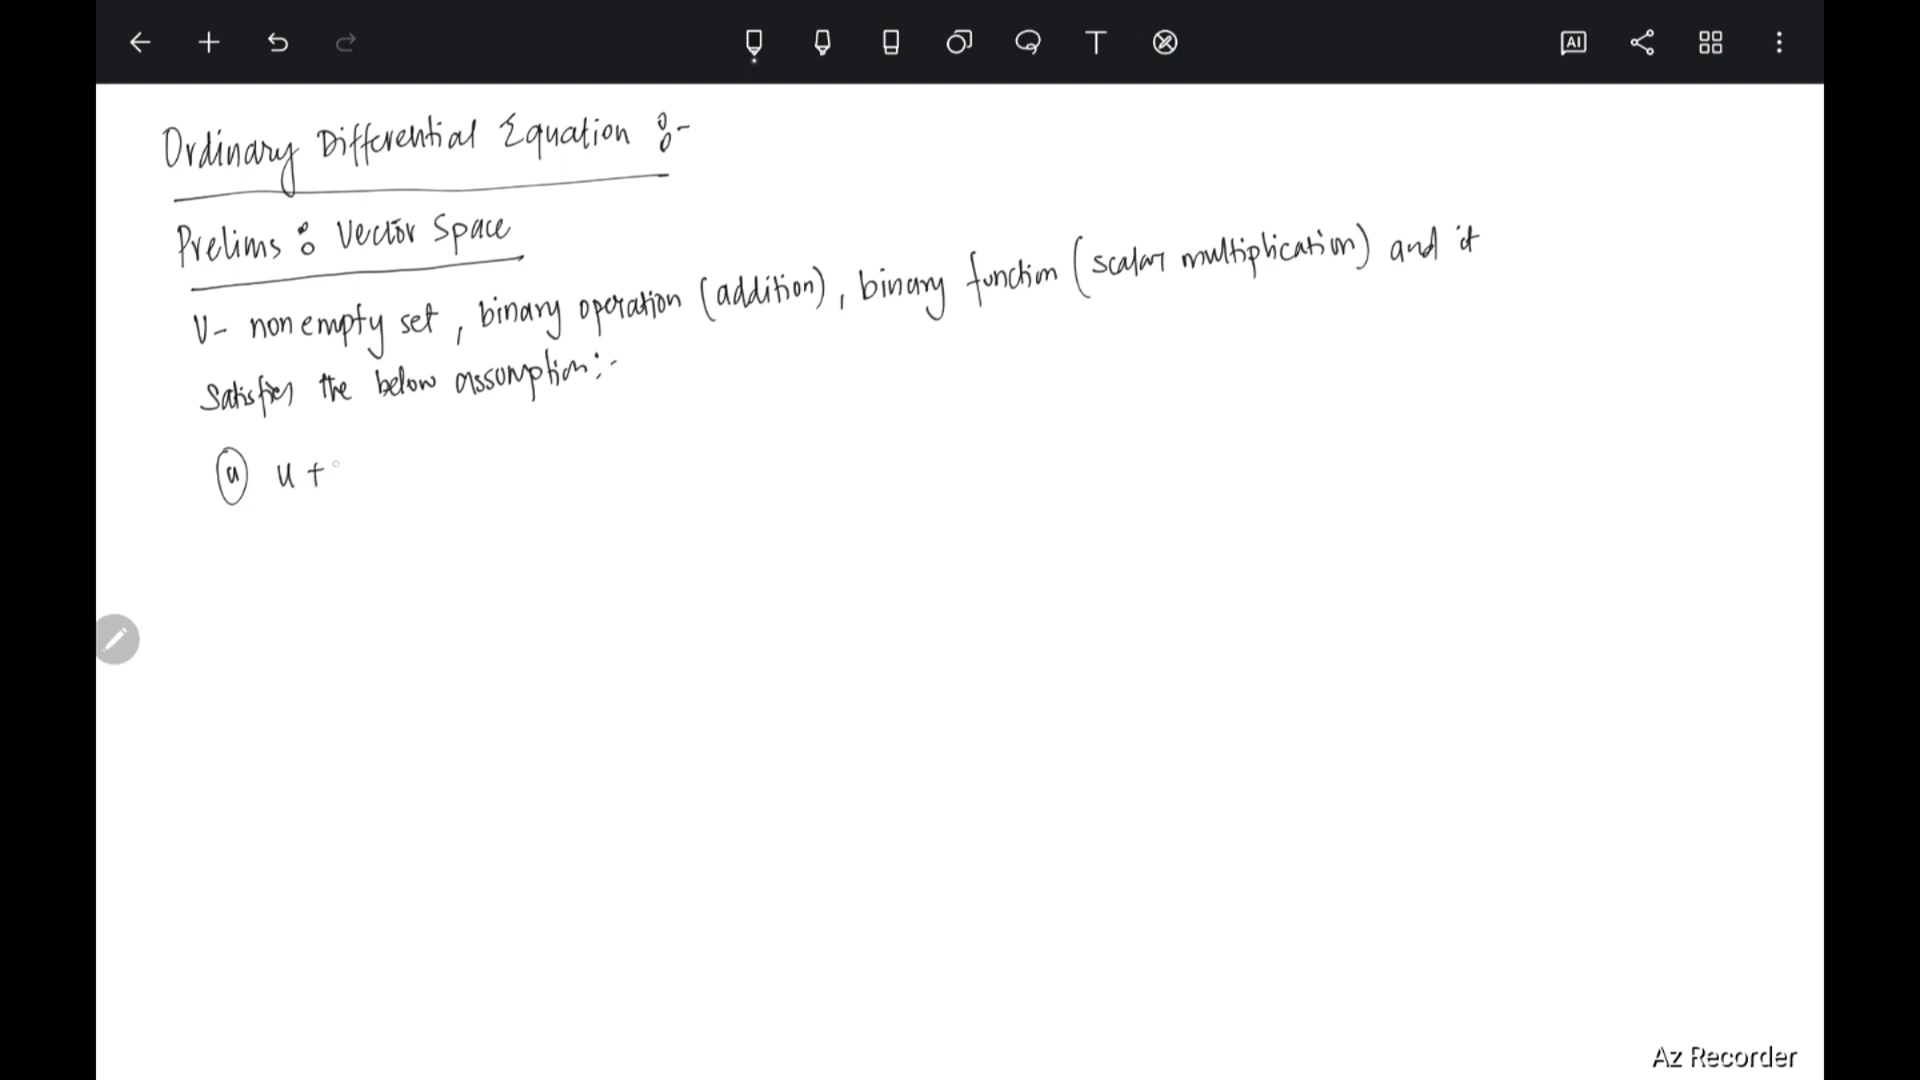 AI
Ordinary Differential Equation :-
Prelims : Vector Space
V- non empty set, binary operation (addition), binary function (scalar multiplication) and it
Satisfies the below assumption :-
(a) u +
Az Recorder